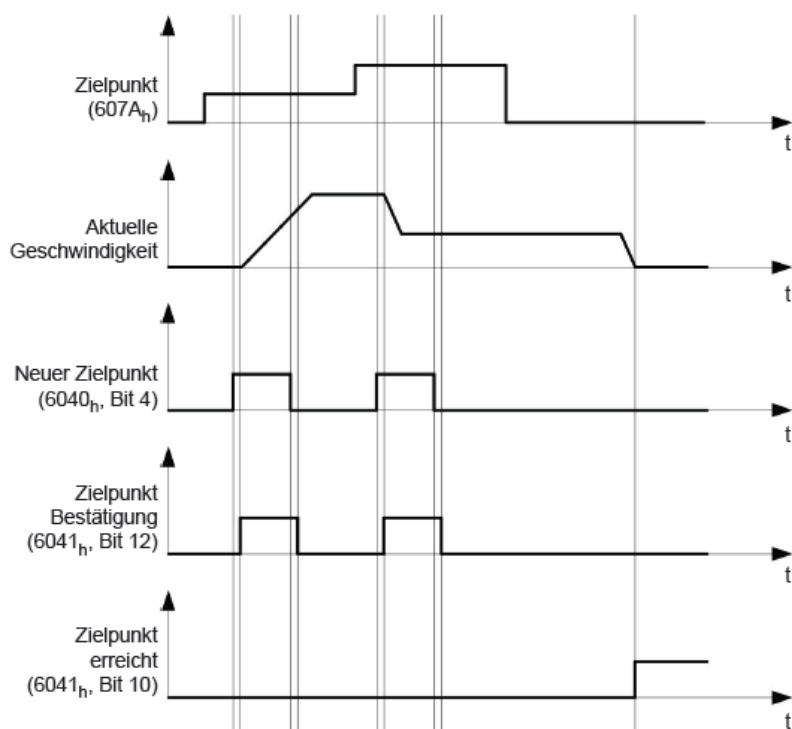 Zielpunkt
(607Ah)
t
Aktuelle
Geschwindigkeit
t
Neuer Zielpunkt
(6040h, Bit 4)
t
Zielpunkt
Bestätigung
(6041h, Bit 12)
t
Zielpunkt
erreicht
(6041h, Bit 10)
t